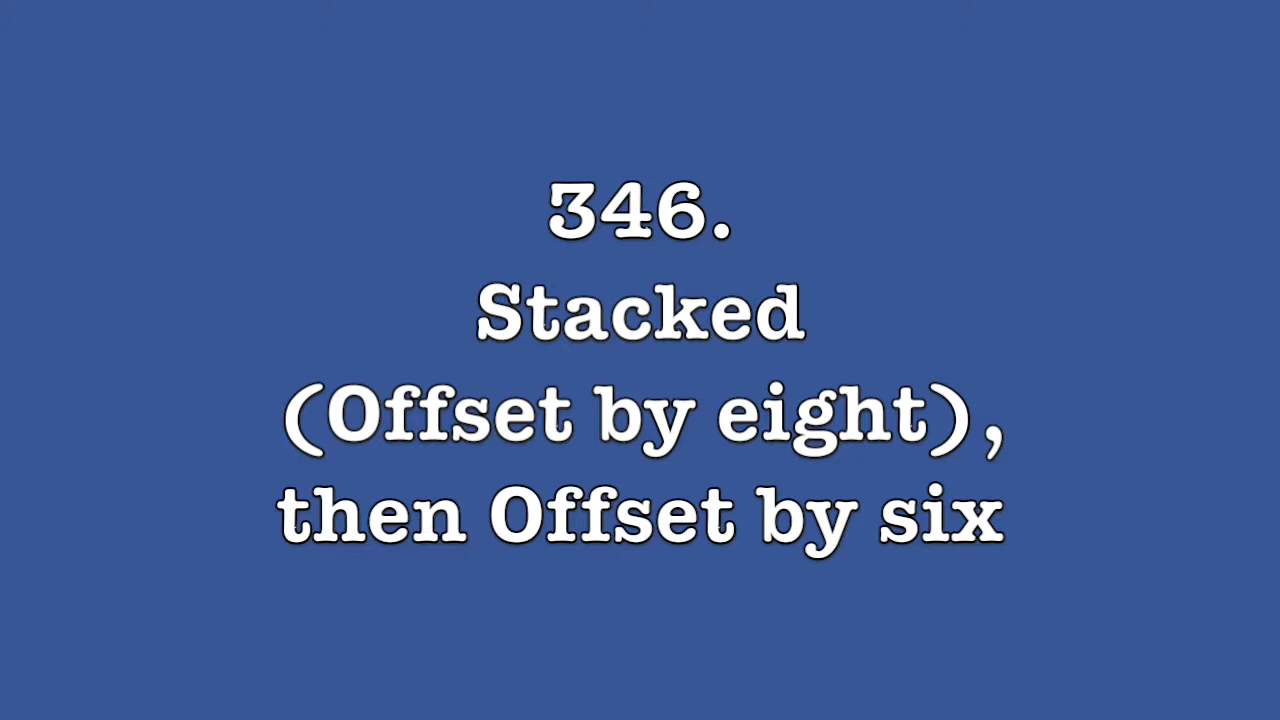 346.
Stacked
(Offset by eight),
then Offset by six